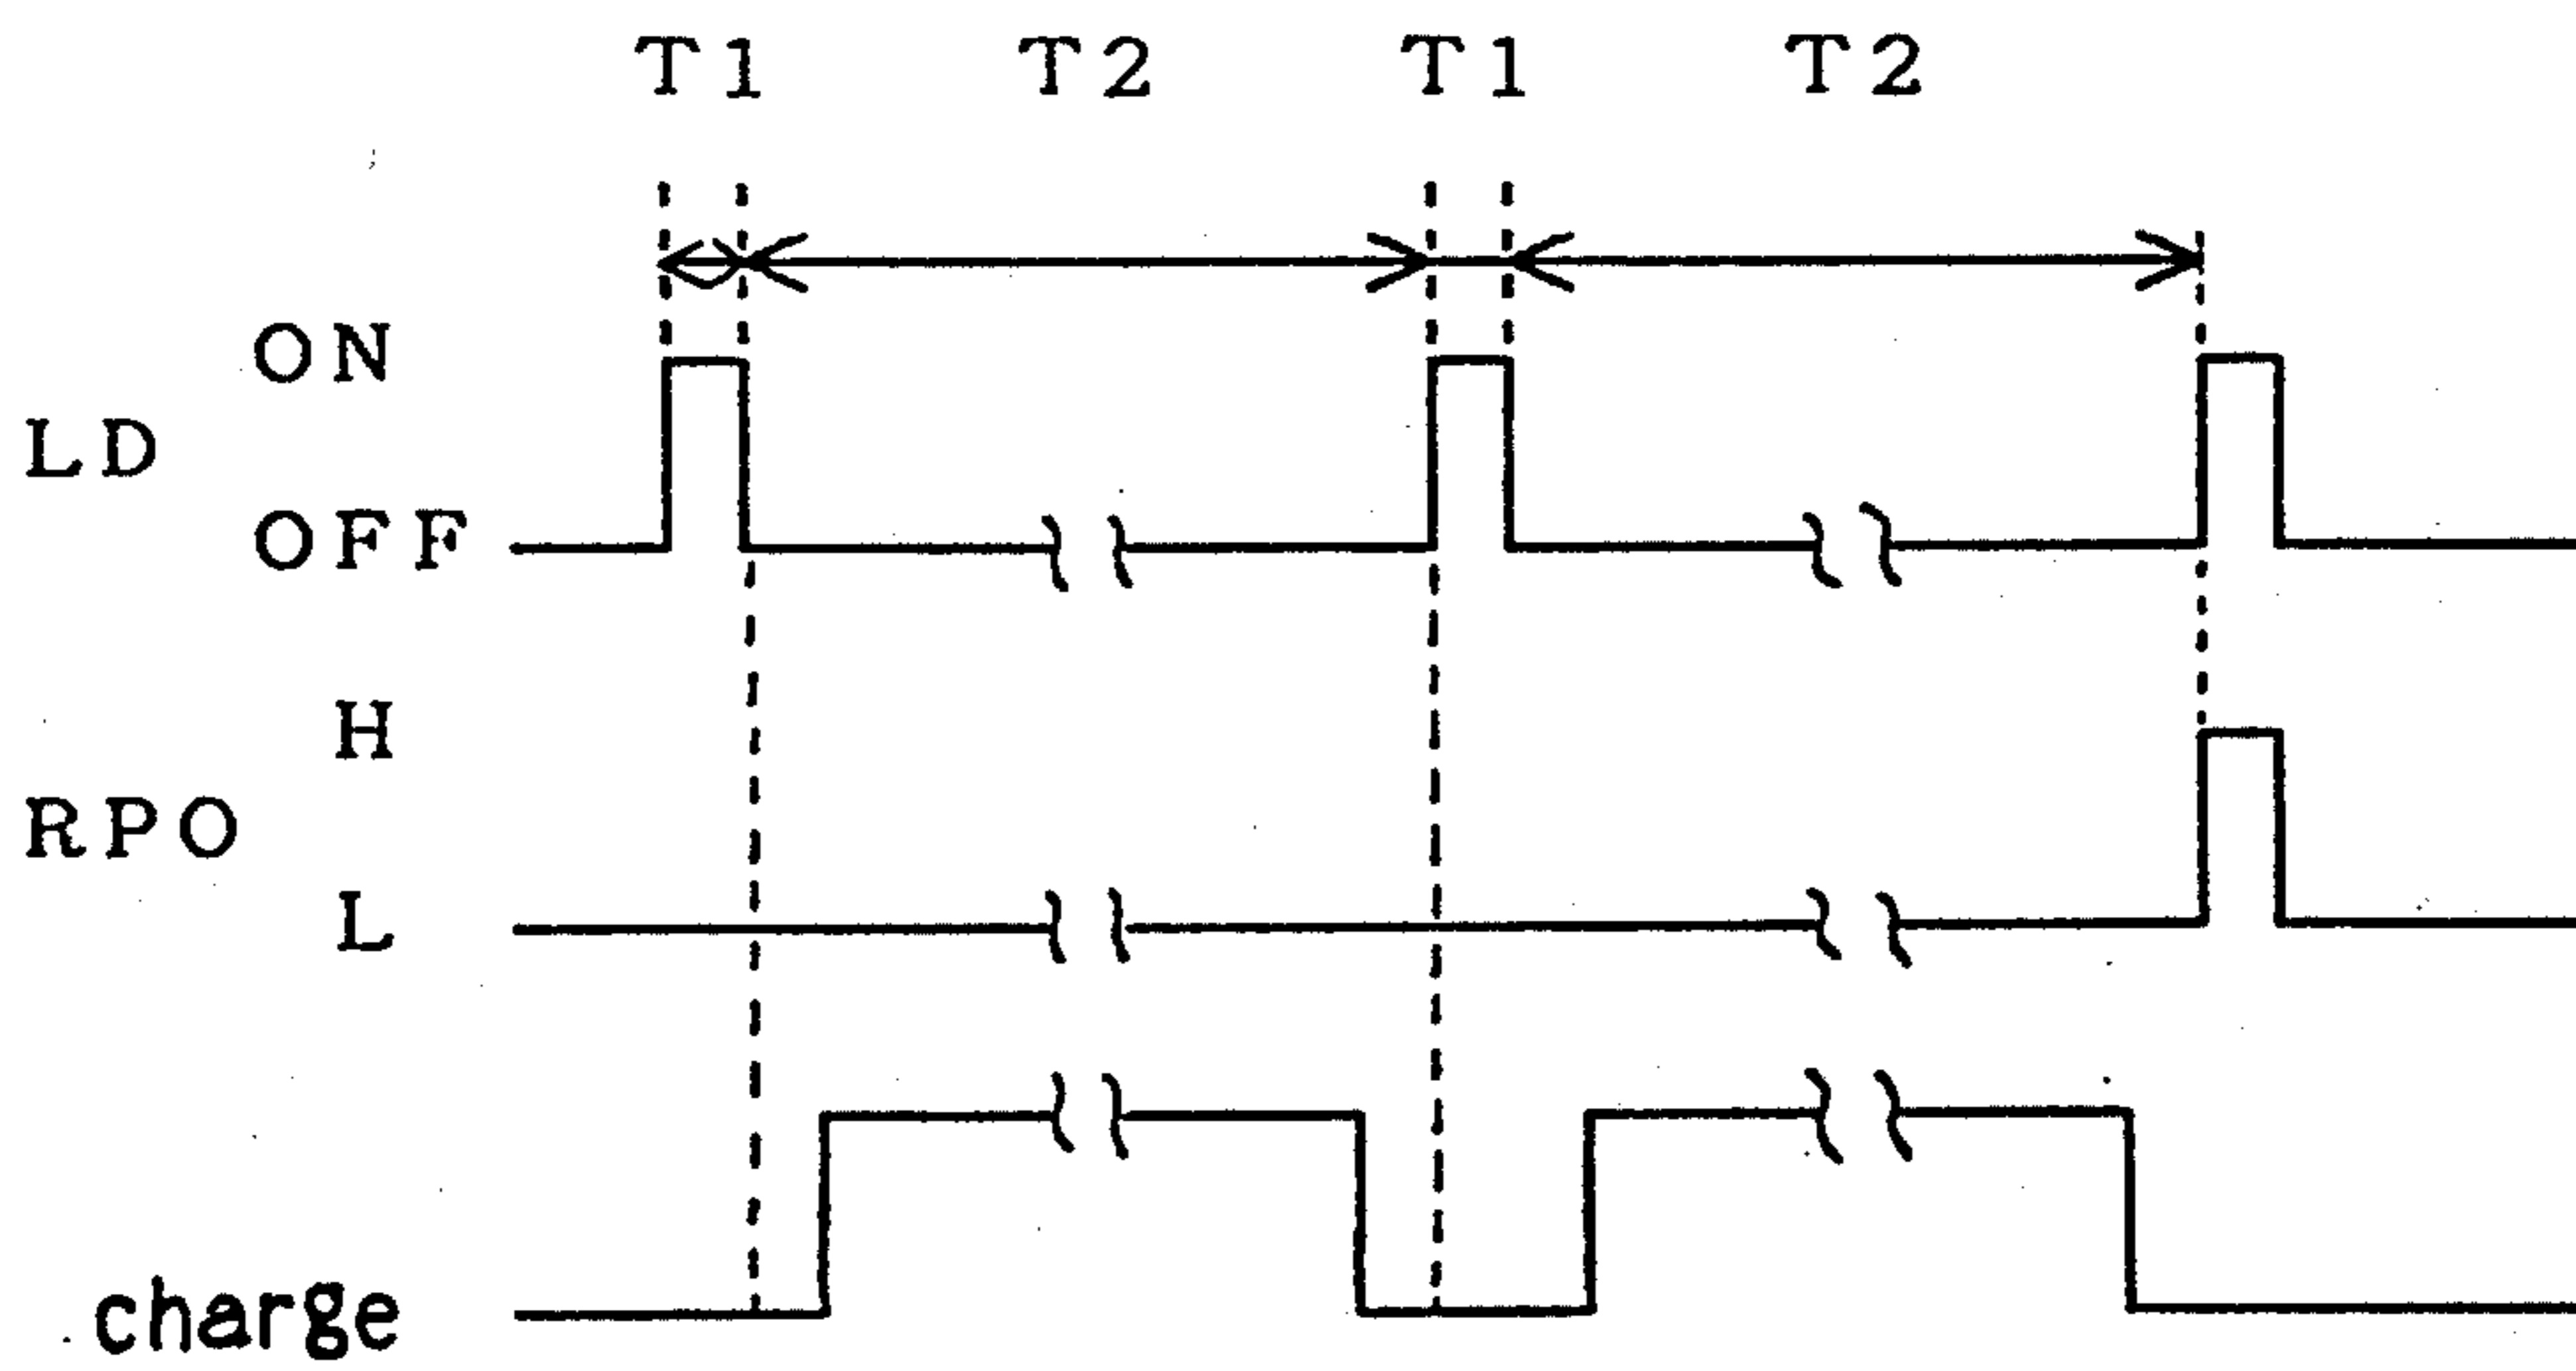 T1 T2 T1 T2
ON
LD
OFF
H
RPO
L
charge